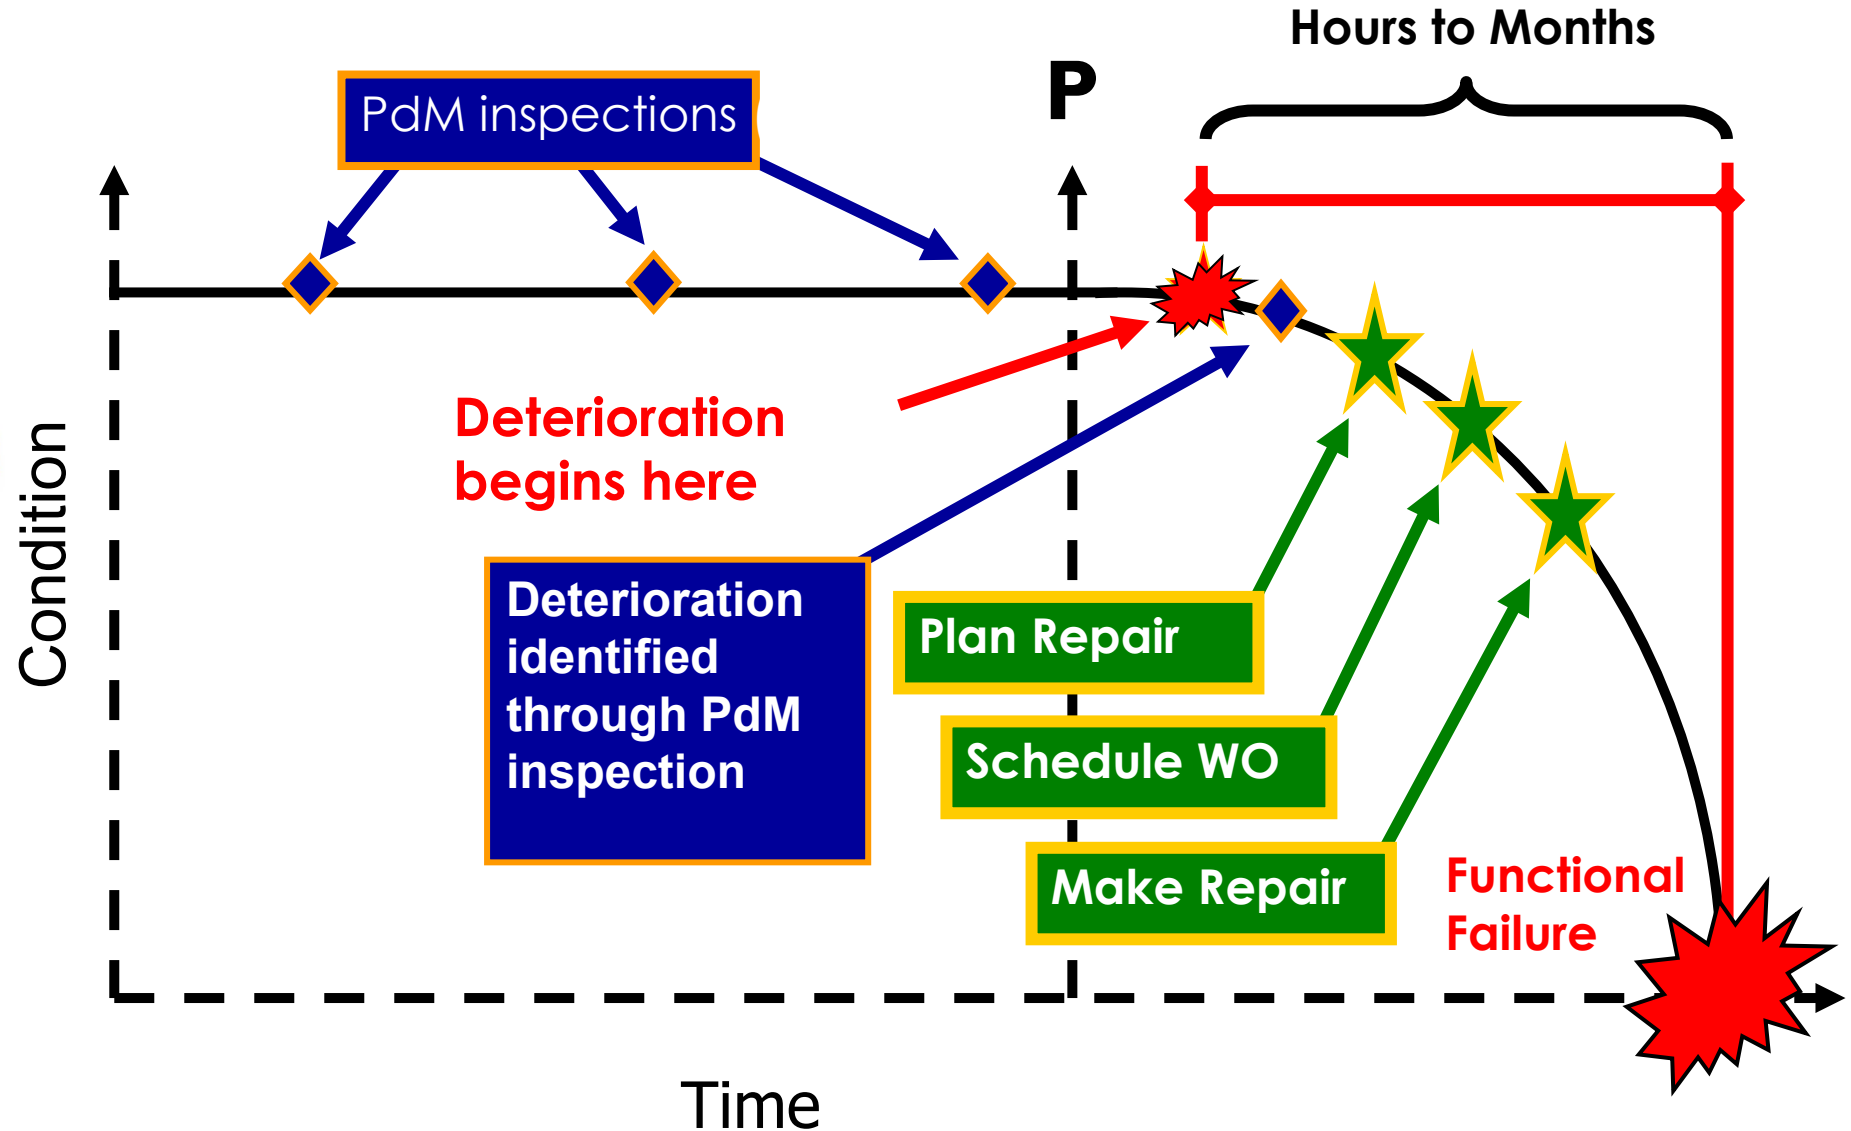 Hours to Months
P
PdM inspections
Deterioration
begins here
Condition
Deterioration
identified
through PdM
inspection
Plan Repair
Schedule WO
Make Repair
Functional
Failure
Time